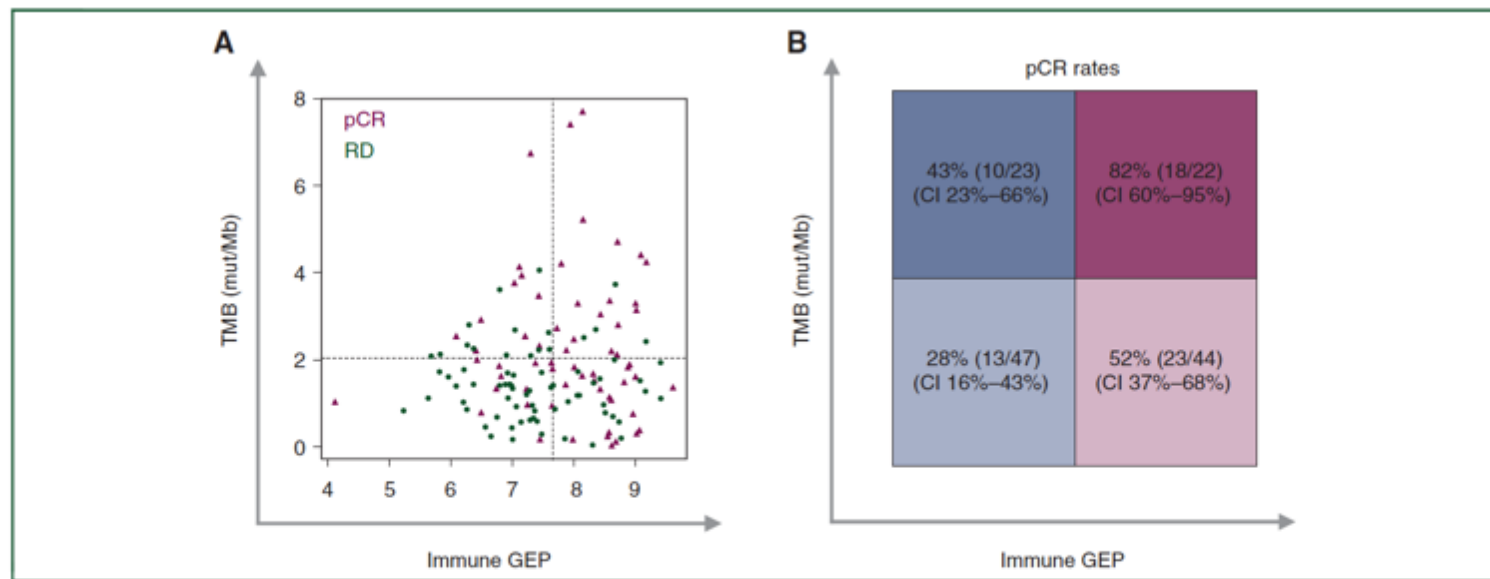 A
8
6
4
2
0
pCR
RD
4 5 6 7 8 9
TMB (mut/Mb)
Immune GEP
B
pCR rates
43% (10/23)
(CI 23%–66%)
82% (18/22)
(CI 60%–95%)
28% (13/47)
(CI 16%–43%)
52% (23/44)
(CI 37%–68%)
TMB (mut/Mb)
Immune GEP